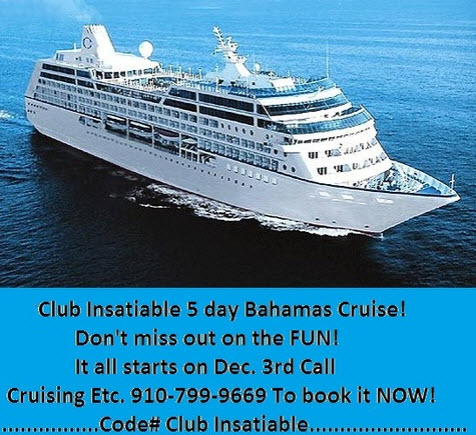 C
Club Insatiable 5 day Bahamas Cruise!
Don't miss out on the FUN!
It all starts on Dec. 3rd Call
Cruising Etc. 910-799-9669 To book it NOW!
................Code# Club Insatiable..........................